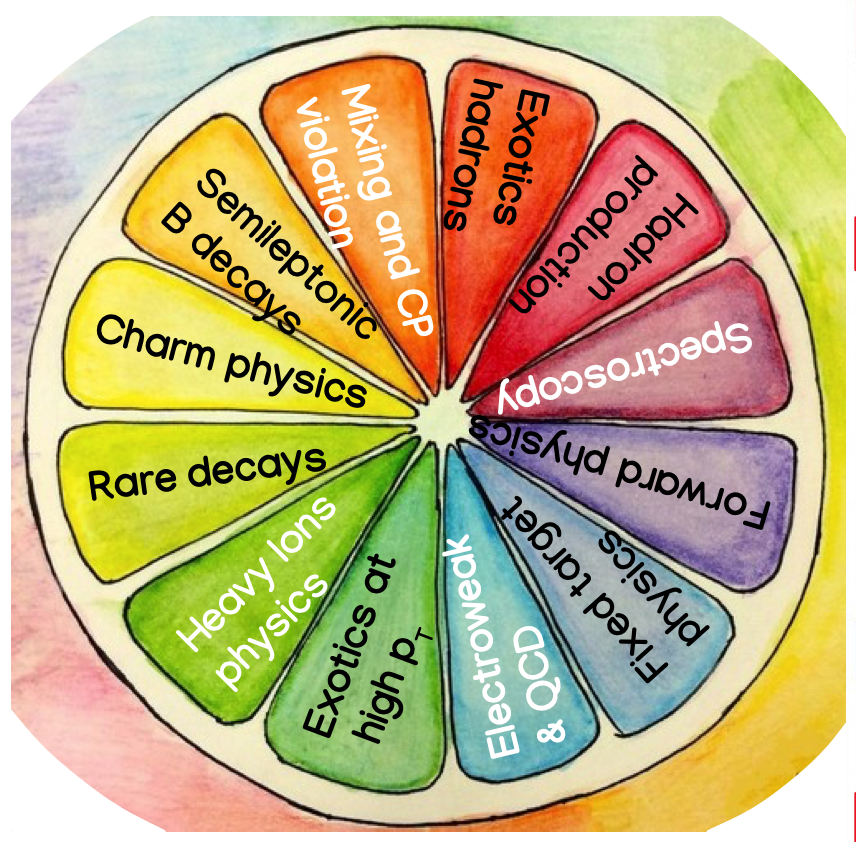 Exotics
hadrons
Hadron
production
Spectroscopy
Forward physics
Fixed target
physics
Electroweak
& QCD
Exotics at
high pT
Heavy Ions
physics
Rare decays
Charm physics
Semileptonic
B decays
Mixing and CP
violation